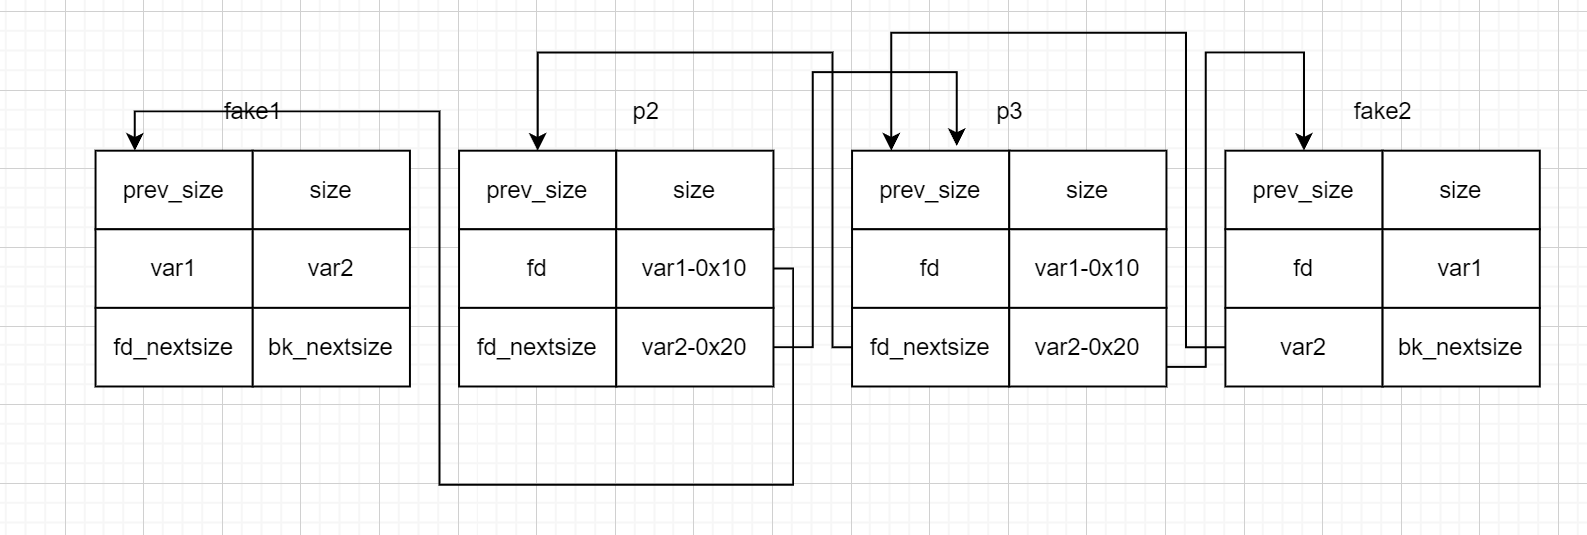 fake1 p2 p3 fake2
prev_size size prev_size size prev_size size prev_size size
var1 var2 fd var1-0x10 fd var1-0x10 fd var1
fd_nextsize bk_nextsize fd_nextsize var2-0x20 fd_nextsize var2-0x20 var2 bk_nextsize